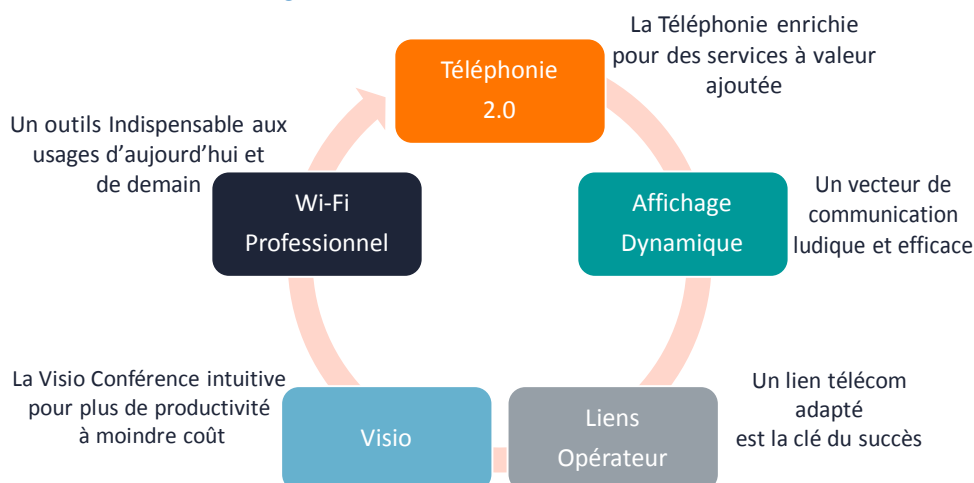 Téléphonie
2.0
La Téléphonie enrichie
pour des services à valeur
ajoutée
Affichage
Dynamique
Un vecteur de
communication
ludique et efficace
Liens
Opérateur
Un lien télécom
adapté
est la clé du succès
Visio
La Visio Conférence intuitive
pour plus de productivité
à moindre coût
Wi-Fi
Professionnel
Un outils Indispensable aux
usages d’aujourd’hui et
de demain